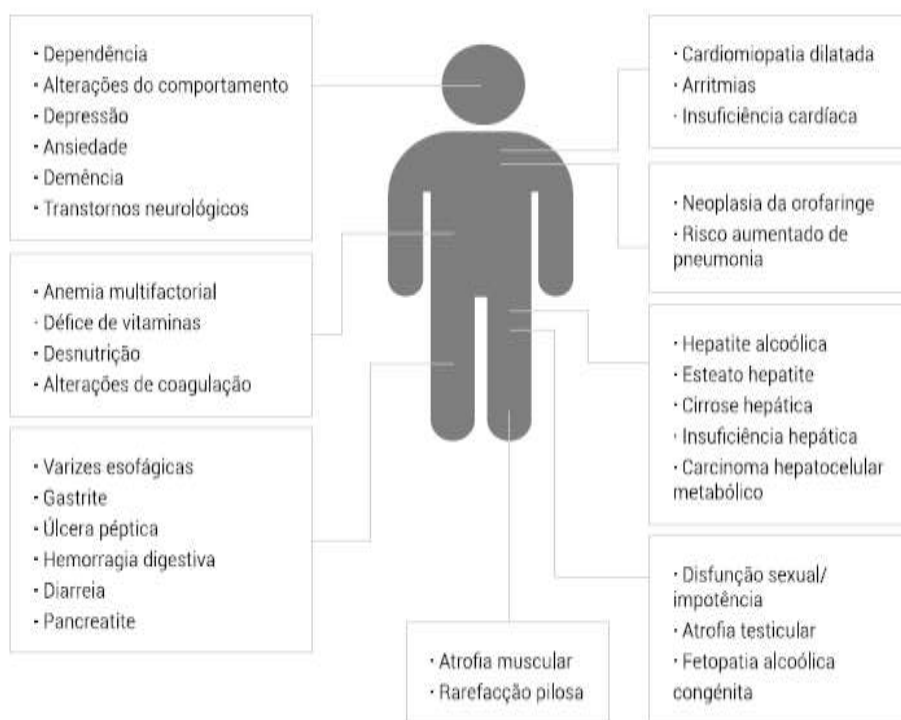 · Dependência
· Alterações do comportamento
· Depressão
· Ansiedade
· Demência
· Transtornos neurológicos
· Anemia multifactorial
· Défice de vitaminas
· Desnutrição
· Alterações de coagulação
· Varizes esofágicas
· Gastrite
· Úlcera péptica
· Hemorragia digestiva
· Diarreia
· Pancreatite
· Cardiomiopatia dilatada
· Arritmias
· Insuficiência cardíaca
· Neoplasia da orofaringe
· Risco aumentado de
pneumonia
· Hepatite alcoólica
· Esteato hepatite
· Cirrose hepática
· Insuficiência hepática
· Carcinoma hepatocelular
metabólico
· Disfunção sexual/
impotência
· Atrofia testicular
· Fetopatia alcoólica
congénita
· Atrofia muscular
· Rarefacção pilosa